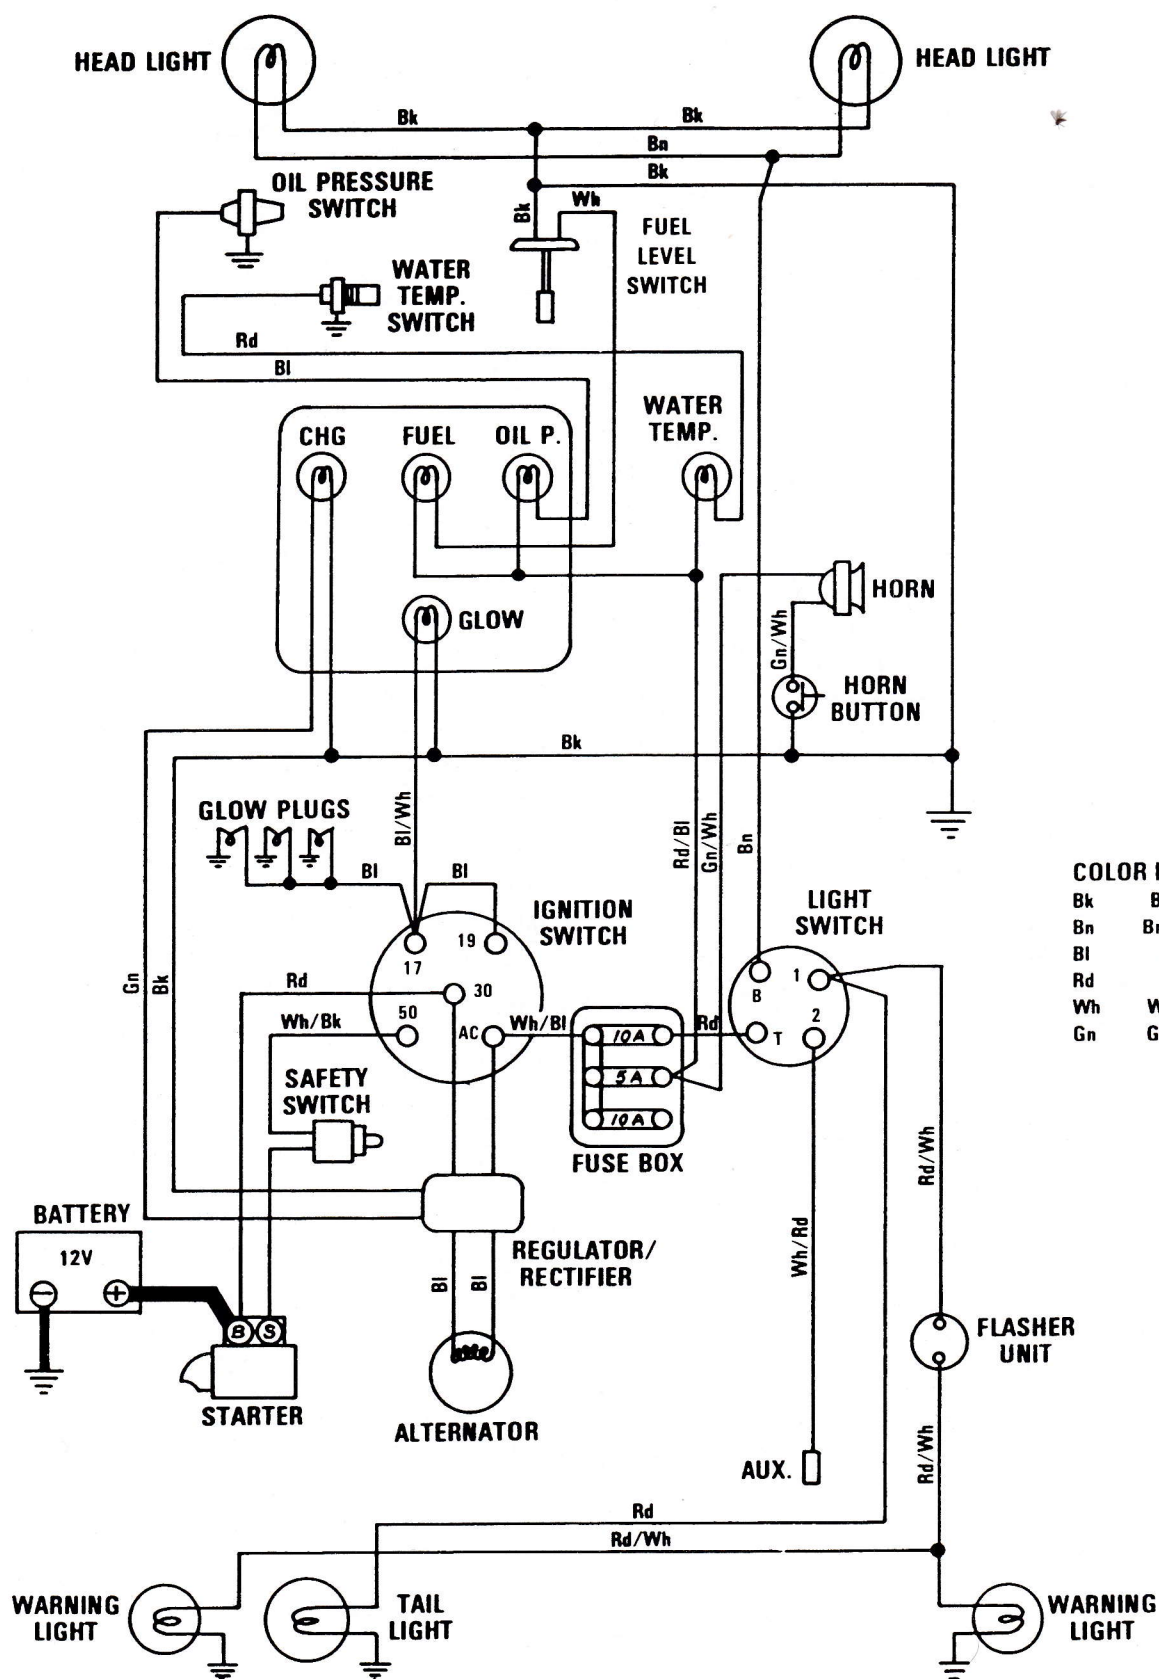 HEAD LIGHT
HEAD LIGHT
Bk
Bk
Bn
Bk
OIL PRESSURE
SWITCH
Bk
Wh
FUEL
LEVEL
SWITCH
WATER
TEMP.
SWITCH
Rd
Bl
WATER
TEMP.
CHG
FUEL
OIL P.
HORN
GLOW
Gn/Wh
HORN
BUTTON
Bk
GLOW PLUGS
Bl/Wh
Rd/Bl
Gn/Wh
Bn
Bl
Bl
COLOR
Bk B
Bn Br
Bl
Rd
Wh W
Gn G
IGNITION
SWITCH
LIGHT
SWITCH
17
19
30
50
AC
Gn
Bk
Rd
Wh/Bk
Wh/Bl
10A
5A
10A
Rd
B
1
2
T
SAFETY
SWITCH
FUSE BOX
Rd/Wh
BATTERY
12V
− +
REGULATOR/
RECTIFIER
Wh/Rd
Bl
Bl
B S
STARTER
ALTERNATOR
FLASHER
UNIT
AUX.
Rd/Wh
Rd
Rd/Wh
WARNING
LIGHT
TAIL
LIGHT
WARNING
LIGHT